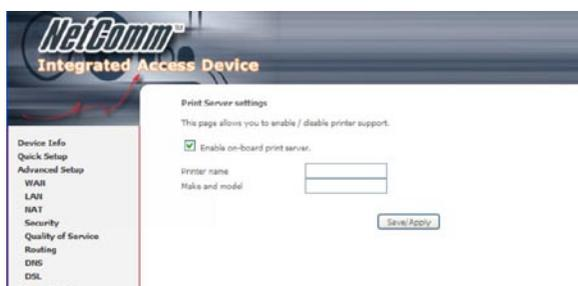 NetComm™
Integrated Access Device
Print Server settings
This page allows you to enable / disable printer support.
Enable on-board print server.
Printer name
Make and model
Save/Apply
Device Info
Quick Setup
Advanced Setup
WAN
LAN
NAT
Security
Quality of Service
Routing
DNS
DSL